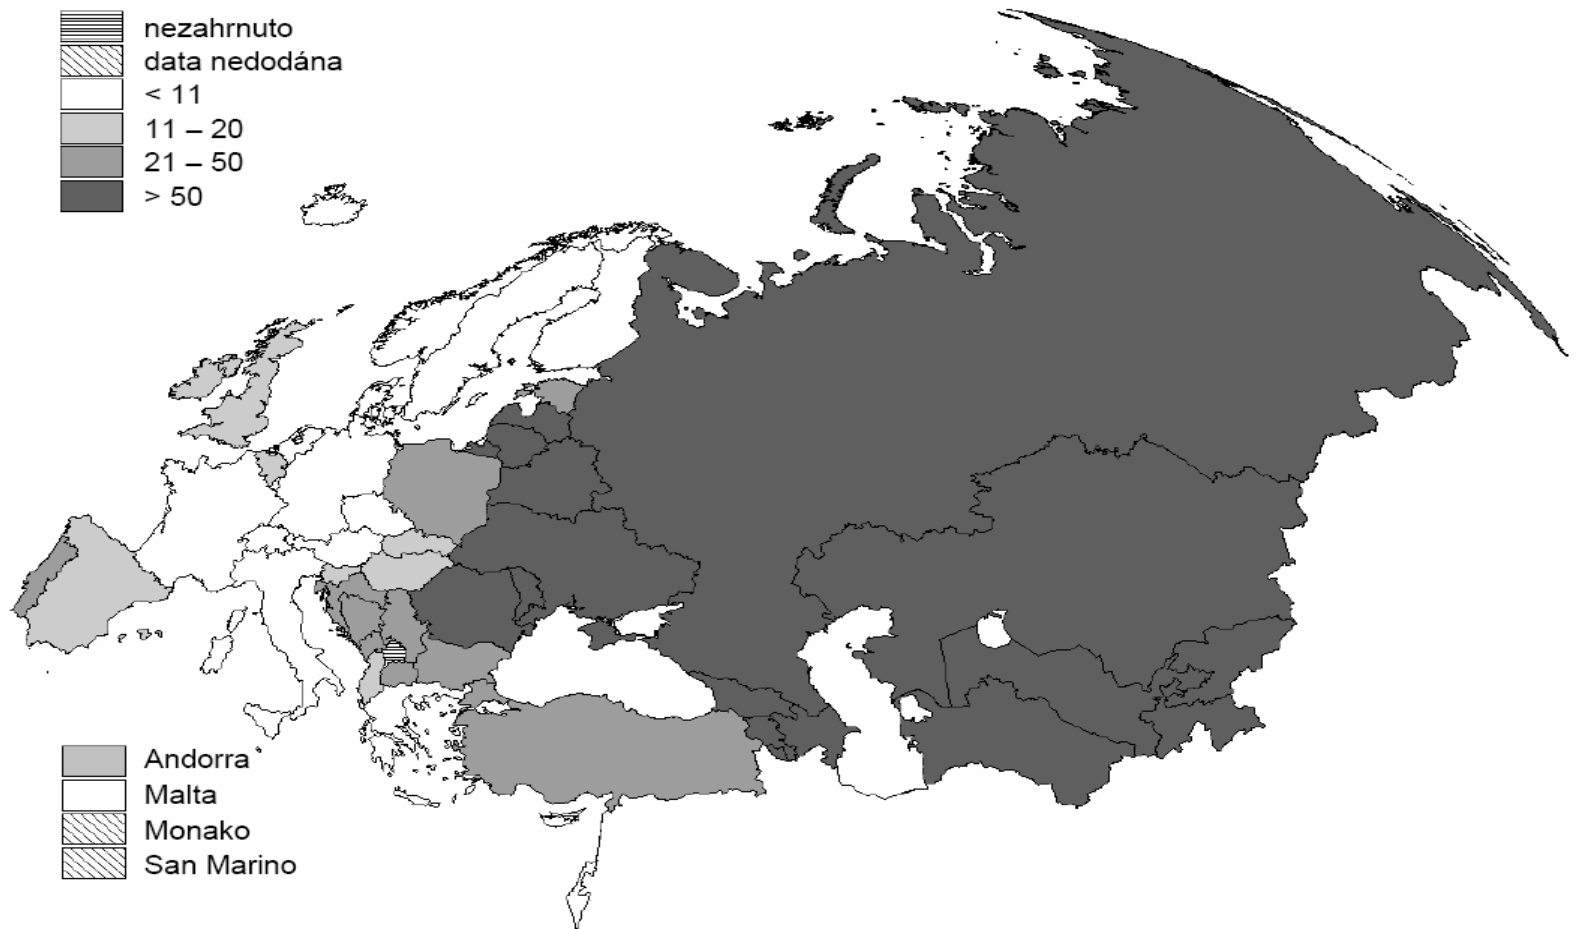 nezahrnuto
data nedodána
< 11
11 – 20
21 – 50
> 50
Andorra
Malta
Monako
San Marino